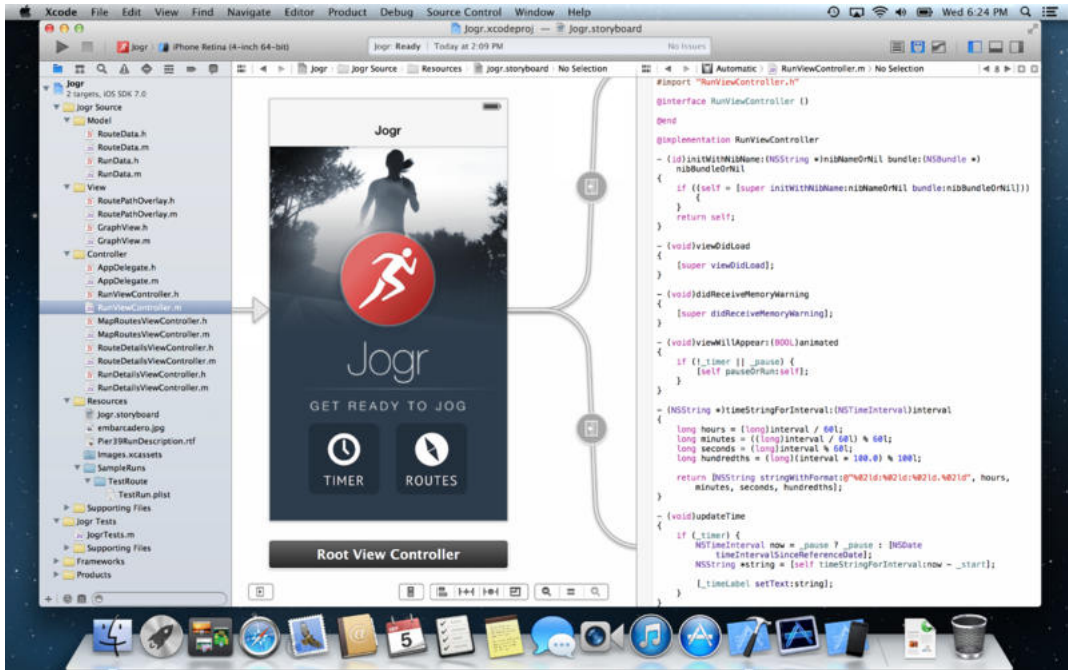 Xcode File Edit View Find Navigate Editor Product Debug Source Control Window Help Wed 6:24 PM
Jogr.xcodeproj — Jogr.storyboard
Jogr iPhone Retina (4-inch 64-bit) Jogr: Ready Today at 2:09 PM No Issues
Jogr Jogr Source Resources Jogr.storyboard No Selection
Automatic RunViewController.m No Selection
Jogr
2 targets, iOS SDK 7.0
Jogr Source
Model
RouteData.h
RouteData.m
RunData.h
RunData.m
View
RoutePathOverlay.h
RoutePathOverlay.m
GraphView.h
GraphView.m
Controller
AppDelegate.h
AppDelegate.m
RunViewController.h
RunViewController.m
MapRoutesViewController.h
MapRoutesViewController.m
RouteDetailsViewController.h
RouteDetailsViewController.m
RunDetailsViewController.h
RunDetailsViewController.m
Resources
Jogr.storyboard
embarcadero.jpg
Pier39RunDescription.rtf
Images.xcassets
SampleRuns
TestRoute
TestRun.plist
Supporting Files
Jogr Tests
JogrTests.m
Supporting Files
Frameworks
Products
Jogr
Jogr
GET READY TO JOG
TIMER ROUTES
Root View Controller
#import "RunViewController.h"
@interface RunViewController ()
@end
@implementation RunViewController
- (id)initWithNibName:(NSString *)nibNameOrNil bundle:(NSBundle *)
nibBundleOrNil
{
if ((self = [super initWithNibName:nibNameOrNil bundle:nibBundleOrNil]))
{
}
return self;
}
- (void)viewDidLoad
{
[super viewDidLoad];
}
- (void)didReceiveMemoryWarning
{
[super didReceiveMemoryWarning];
}
- (void)viewWillAppear:(BOOL)animated
{
if (!_timer || _pause) {
[self pauseOrRun:self];
}
}
- (NSString *)timeStringForInterval:(NSTimeInterval)interval
{
long hours = (long)interval / 60l;
long minutes = ((long)interval / 60l) % 60l;
long seconds = (long)interval % 60l;
long hundredths = (long)(interval * 100.0) % 100l;
return [NSString stringWithFormat:@"%02ld:%02ld:%02ld.%02ld", hours,
minutes, seconds, hundredths];
}
- (void)updateTime
{
if (_timer) {
NSTimeInterval now = _pause ? _pause : [NSDate
timeIntervalSinceReferenceDate];
NSString *string = [self timeStringForInterval:now - _start];
[_timeLabel setText:string];
}
5